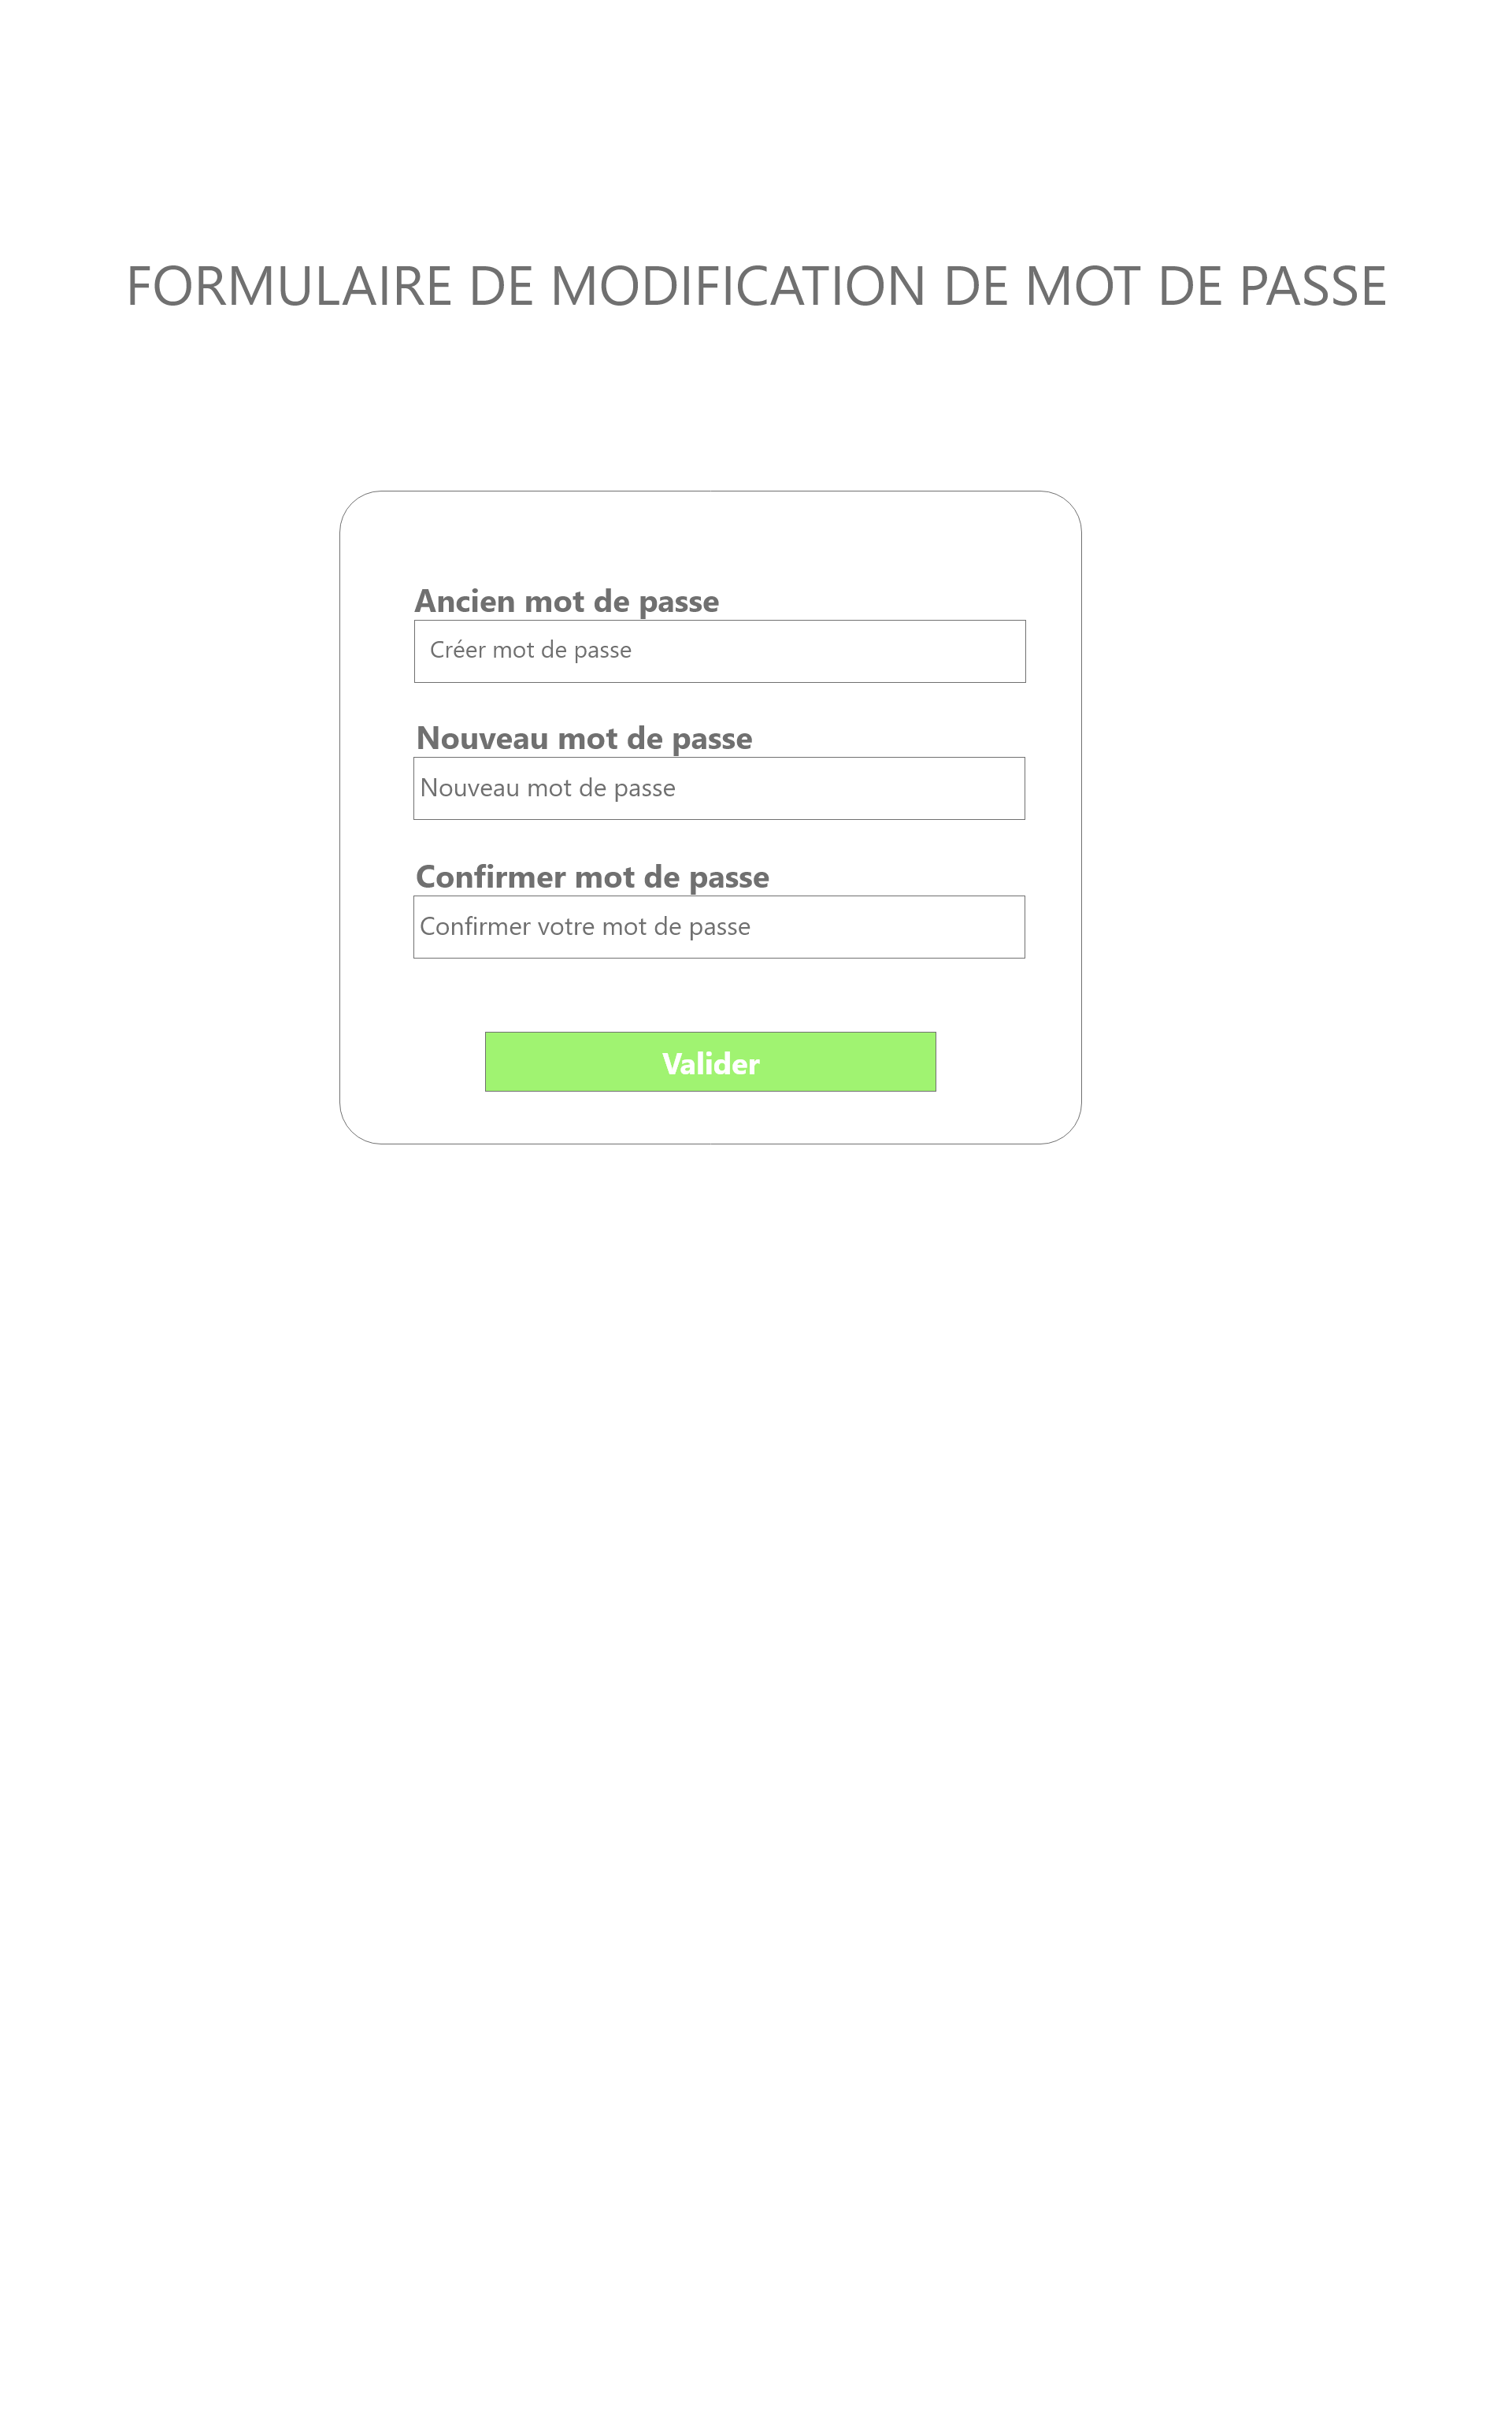 FORMULAIRE DE MODIFICATION DE MOT DE PASSE
Ancien mot de passe
Créer mot de passe
Nouveau mot de passe
Nouveau mot de passe
Confirmer mot de passe
Confirmer votre mot de passe
Valider